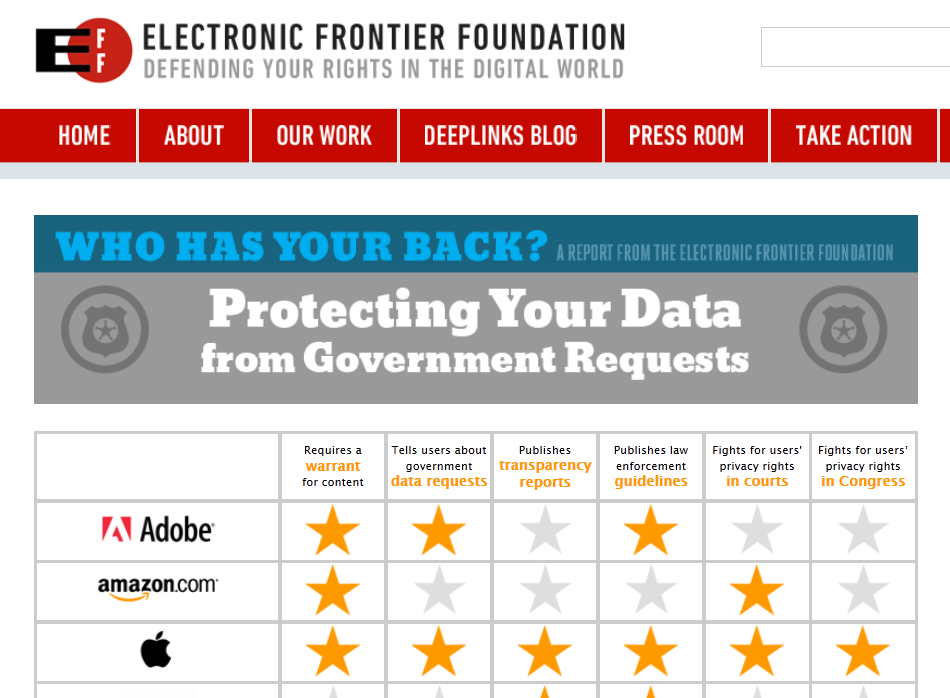 E F F
ELECTRONIC FRONTIER FOUNDATION
DEFENDING YOUR RIGHTS IN THE DIGITAL WORLD
HOME ABOUT OUR WORK DEEPLINKS BLOG PRESS ROOM TAKE ACTION
WHO HAS YOUR BACK? A REPORT FROM THE ELECTRONIC FRONTIER FOUNDATION
Protecting Your Data
from Government Requests
Requires a
warrant
for content
Tells users about
government
data requests
Publishes
transparency
reports
Publishes law
enforcement
guidelines
Fights for users'
privacy rights
in courts
Fights for users'
privacy rights
in Congress
Adobe
amazon.com